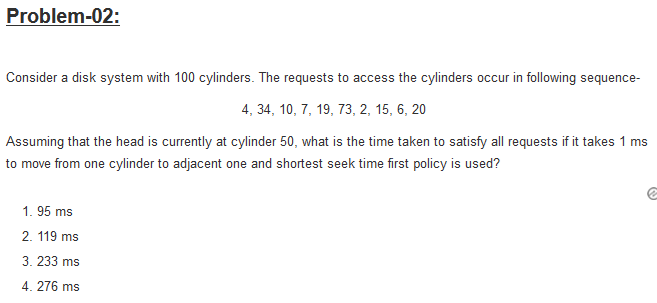 Problem-02:
Consider a disk system with 100 cylinders. The requests to access the cylinders occur in following sequence-
4, 34, 10, 7, 19, 73, 2, 15, 6, 20
Assuming that the head is currently at cylinder 50, what is the time taken to satisfy all requests if it takes 1 ms
to move from one cylinder to adjacent one and shortest seek time first policy is used?
1. 95 ms
2. 119 ms
3. 233 ms
4. 276 ms